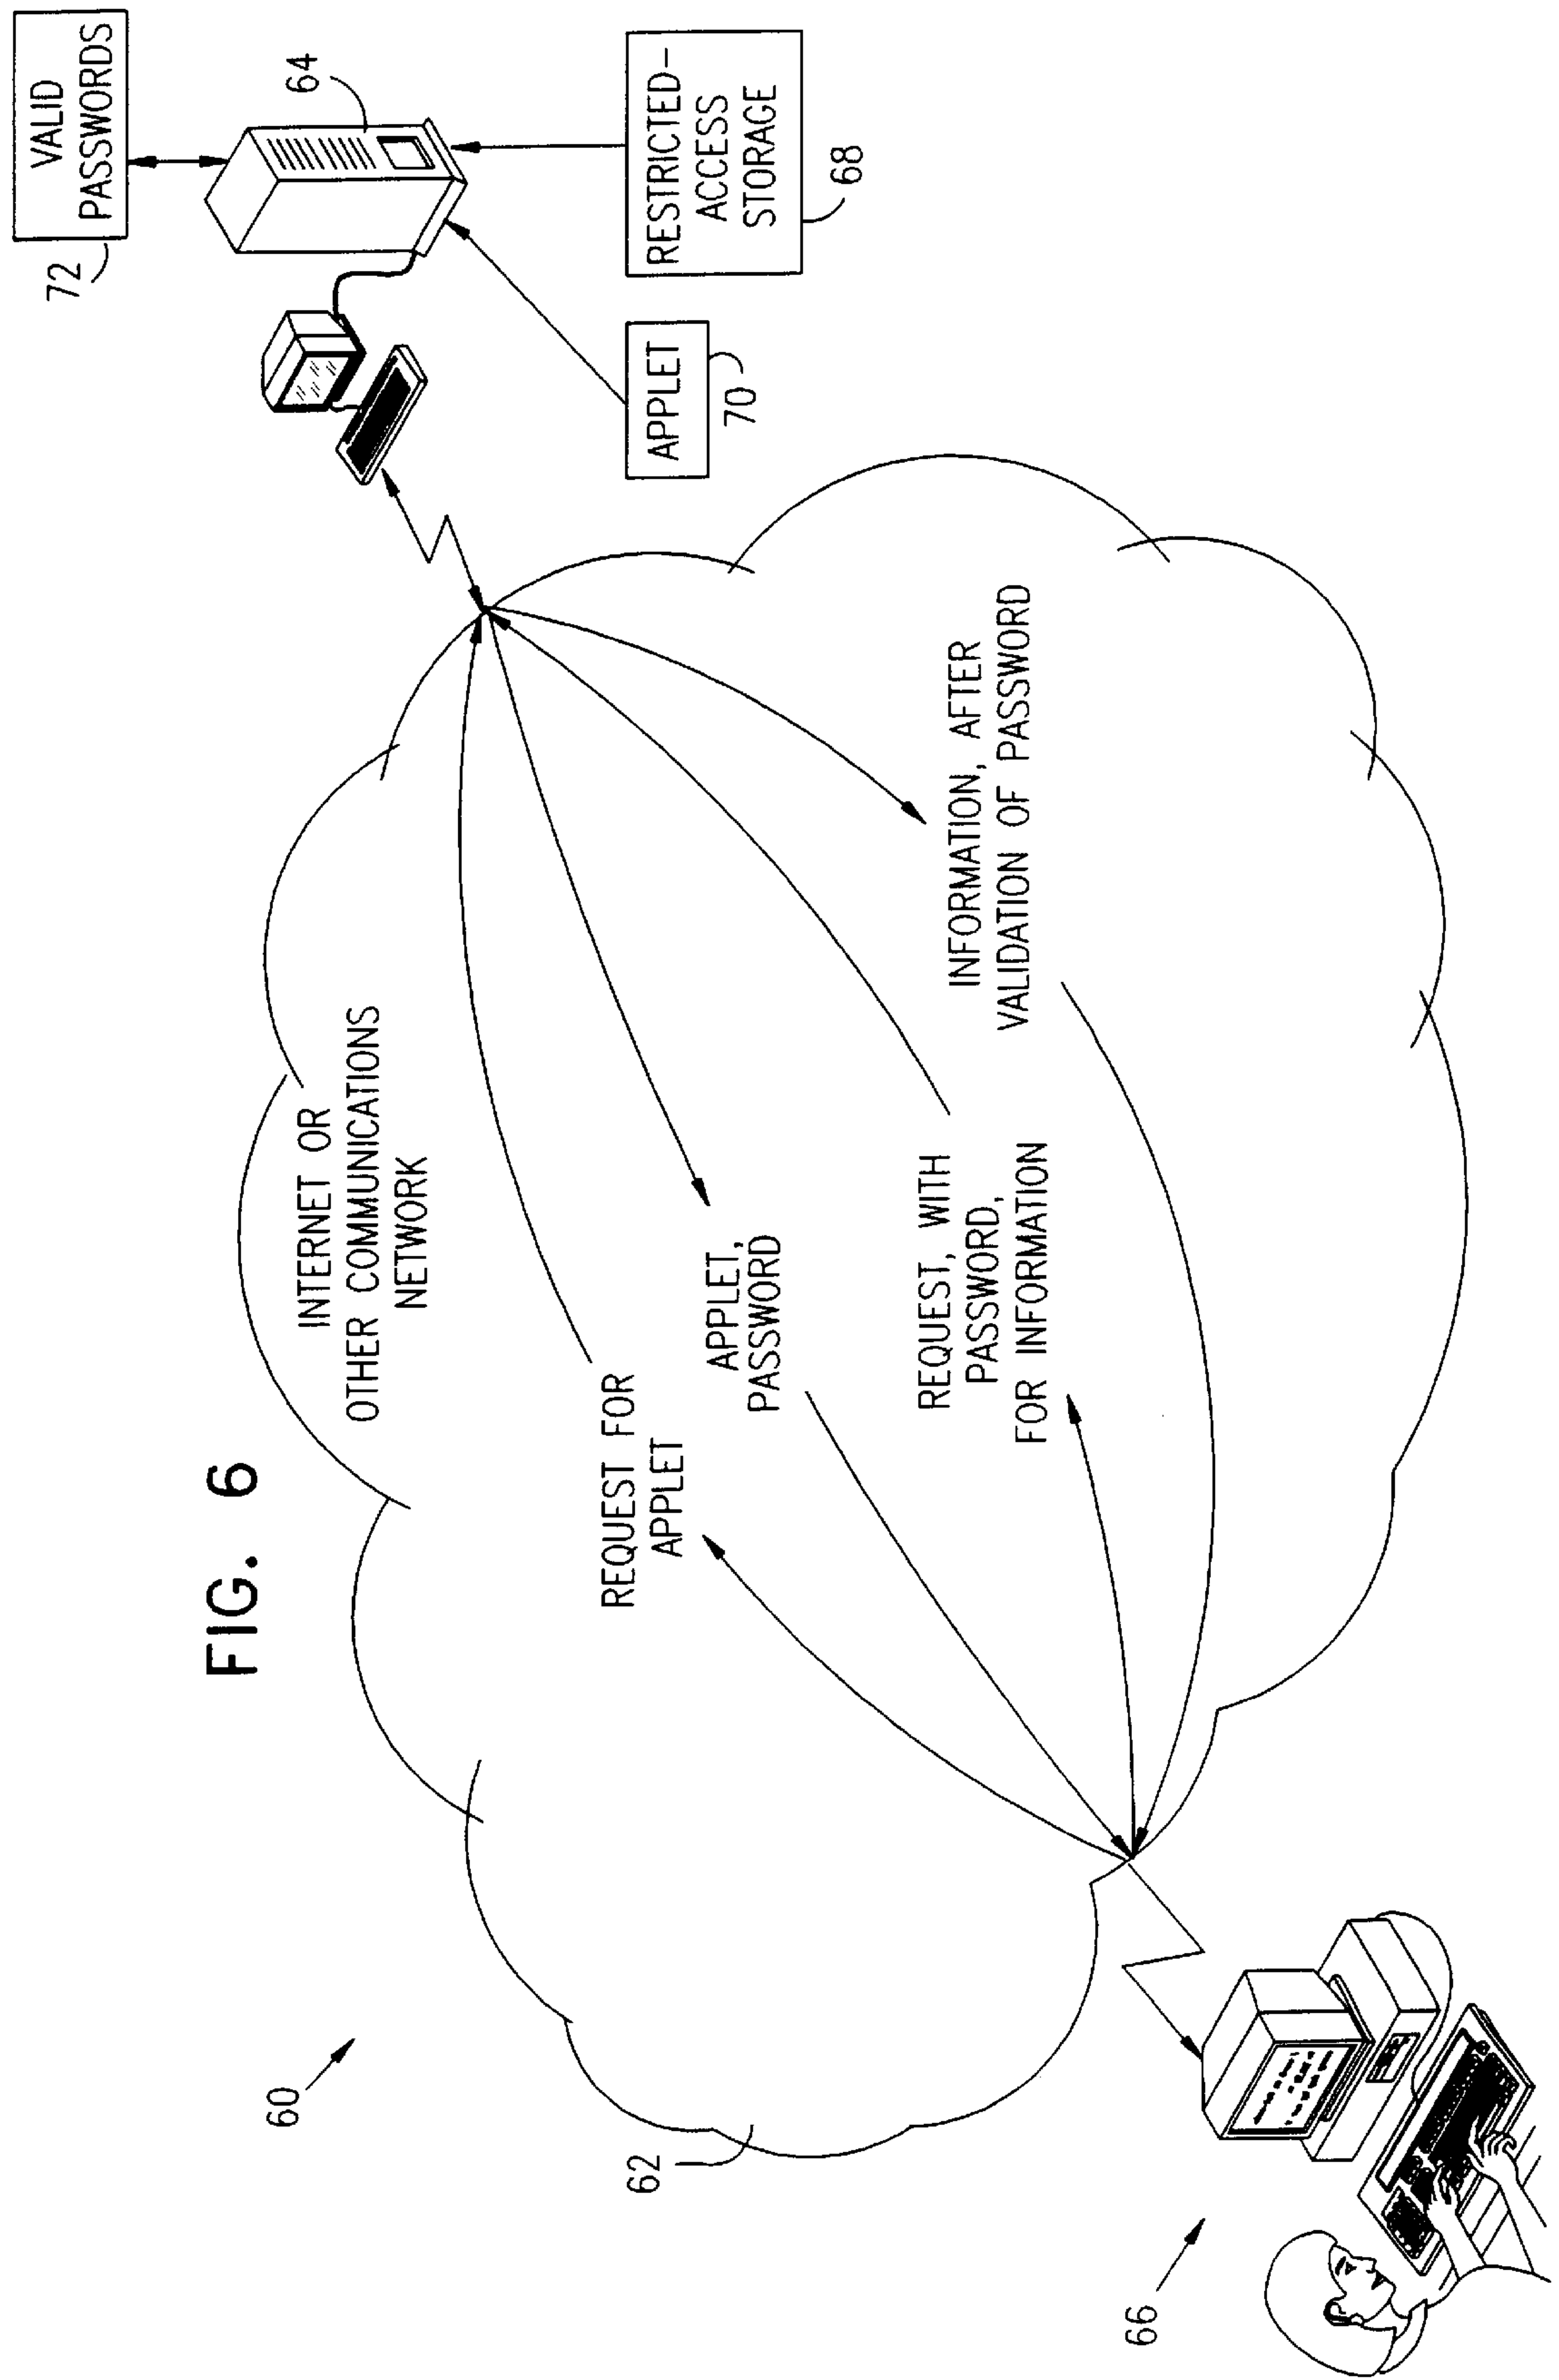 FIG. 6
60
62
INTERNET OR
OTHER COMMUNICATIONS
NETWORK
REQUEST FOR
APPLET
APPLET,
PASSWORD
REQUEST, WITH
PASSWORD,
FOR INFORMATION
INFORMATION, AFTER
VALIDATION OF PASSWORD
66
72
VALID
PASSWORDS
64
APPLET
70
RESTRICTED-
ACCESS
STORAGE
68